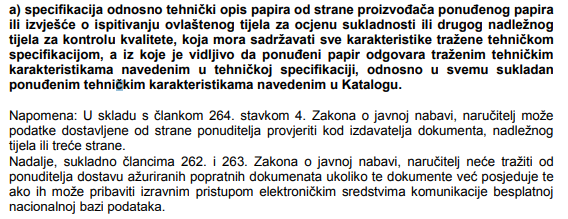 a) specifikacija odnosno tehnički opis papira od strane proizvođača ponuđenog papira
ili izvješće o ispitivanju ovlaštenog tijela za ocjenu sukladnosti ili drugog nadležnog
tijela za kontrolu kvalitete, koja mora sadržavati sve karakteristike tražene tehničkom
specifikacijom, a iz koje je vidljivo da ponuđeni papir odgovara traženim tehničkim
karakteristikama navedenim u tehničkoj specifikaciji, odnosno u svemu sukladan
ponuđenim tehničkim karakteristikama navedenim u Katalogu.
Napomena: U skladu s člankom 264. stavkom 4. Zakona o javnoj nabavi, naručitelj može
podatke dostavljene od strane ponuditelja provjeriti kod izdavatelja dokumenta, nadležnog
tijela ili treće strane.
Nadalje, sukladno člancima 262. i 263. Zakona o javnoj nabavi, naručitelj neće tražiti od
ponuditelja dostavu ažuriranih popratnih dokumenata ukoliko te dokumente već posjeduje te
ako ih može pribaviti izravnim pristupom elektroničkim sredstvima komunikacije besplatnoj
nacionalnoj bazi podataka.